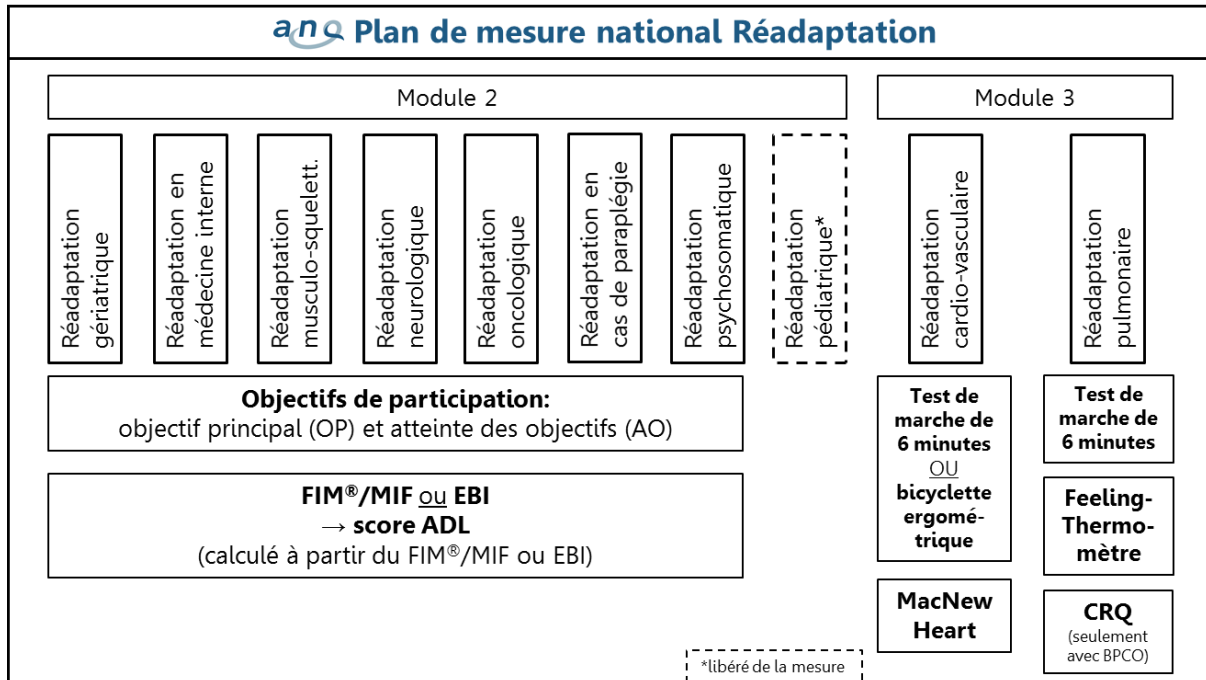 anq Plan de mesure national Réadaptation
Module 2
Module 3
Réadaptation
gériatrique
Réadaptation en
médecine interne
Réadaptation
musculo-squelett.
Réadaptation
neurologique
Réadaptation
oncologique
Réadaptation en
cas de paraplégie
Réadaptation
psychosomatique
Réadaptation
pédiatrique*
Réadaptation
cardio-vasculaire
Réadaptation
pulmonaire
Objectifs de participation:
objectif principal (OP) et atteinte des objectifs (AO)
FIM®/MIF ou EBI
→ score ADL
(calculé à partir du FIM®/MIF ou EBI)
Test de
marche de
6 minutes
OU
bicyclette
ergomé-
trique
MacNew
Heart
Test de
marche de
6 minutes
Feeling-
Thermo-
mètre
CRQ
(seulement
avec BPCO)
*libéré de la mesure